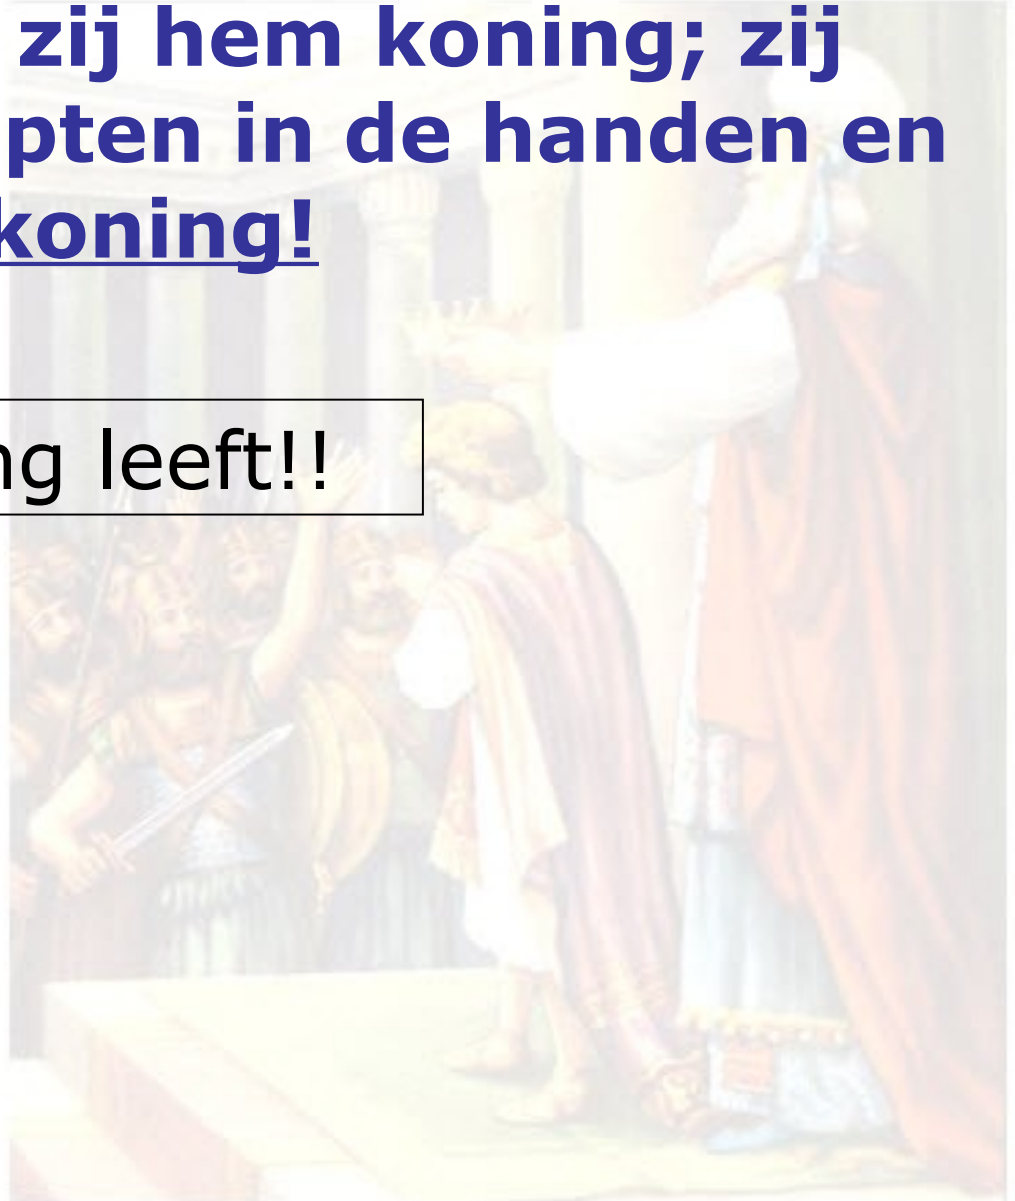 zij hem koning; zij
pten in de handen en
koning!
ng leeft!!